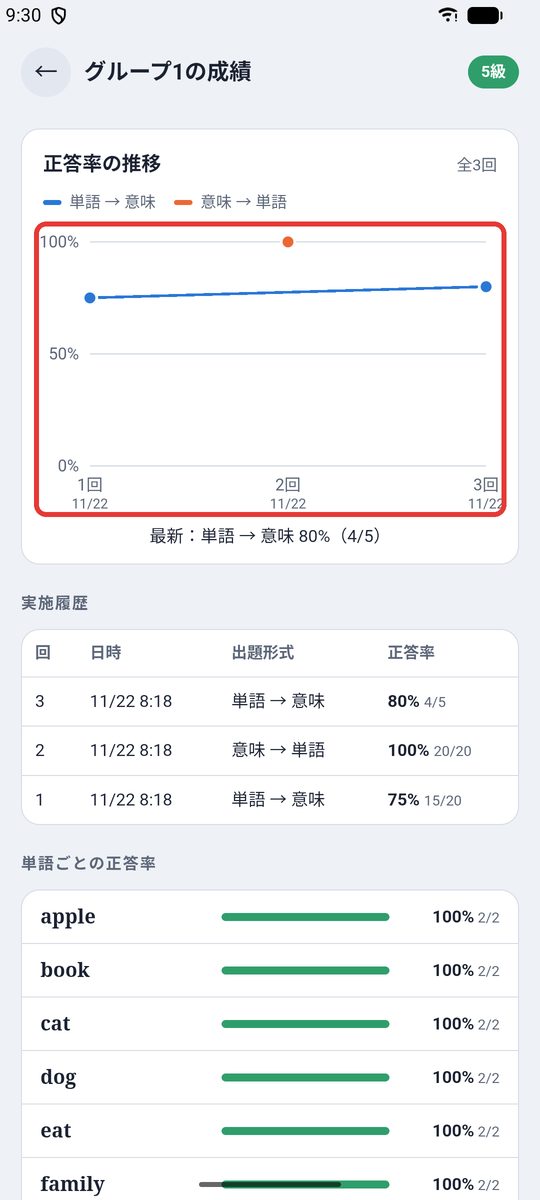 9:30
← グループ1の成績 5級
正答率の推移 全3回
単語 → 意味 意味 → 単語
100%
50%
0%
1回 2回 3回
11/22 11/22 11/22
最新：単語 → 意味 80%（4/5）
実施履歴
回 日時 出題形式 正答率
3 11/22 8:18 単語 → 意味 80% 4/5
2 11/22 8:18 意味 → 単語 100% 20/20
1 11/22 8:18 単語 → 意味 75% 15/20
単語ごとの正答率
apple 100% 2/2
book 100% 2/2
cat 100% 2/2
dog 100% 2/2
eat 100% 2/2
family 100% 2/2